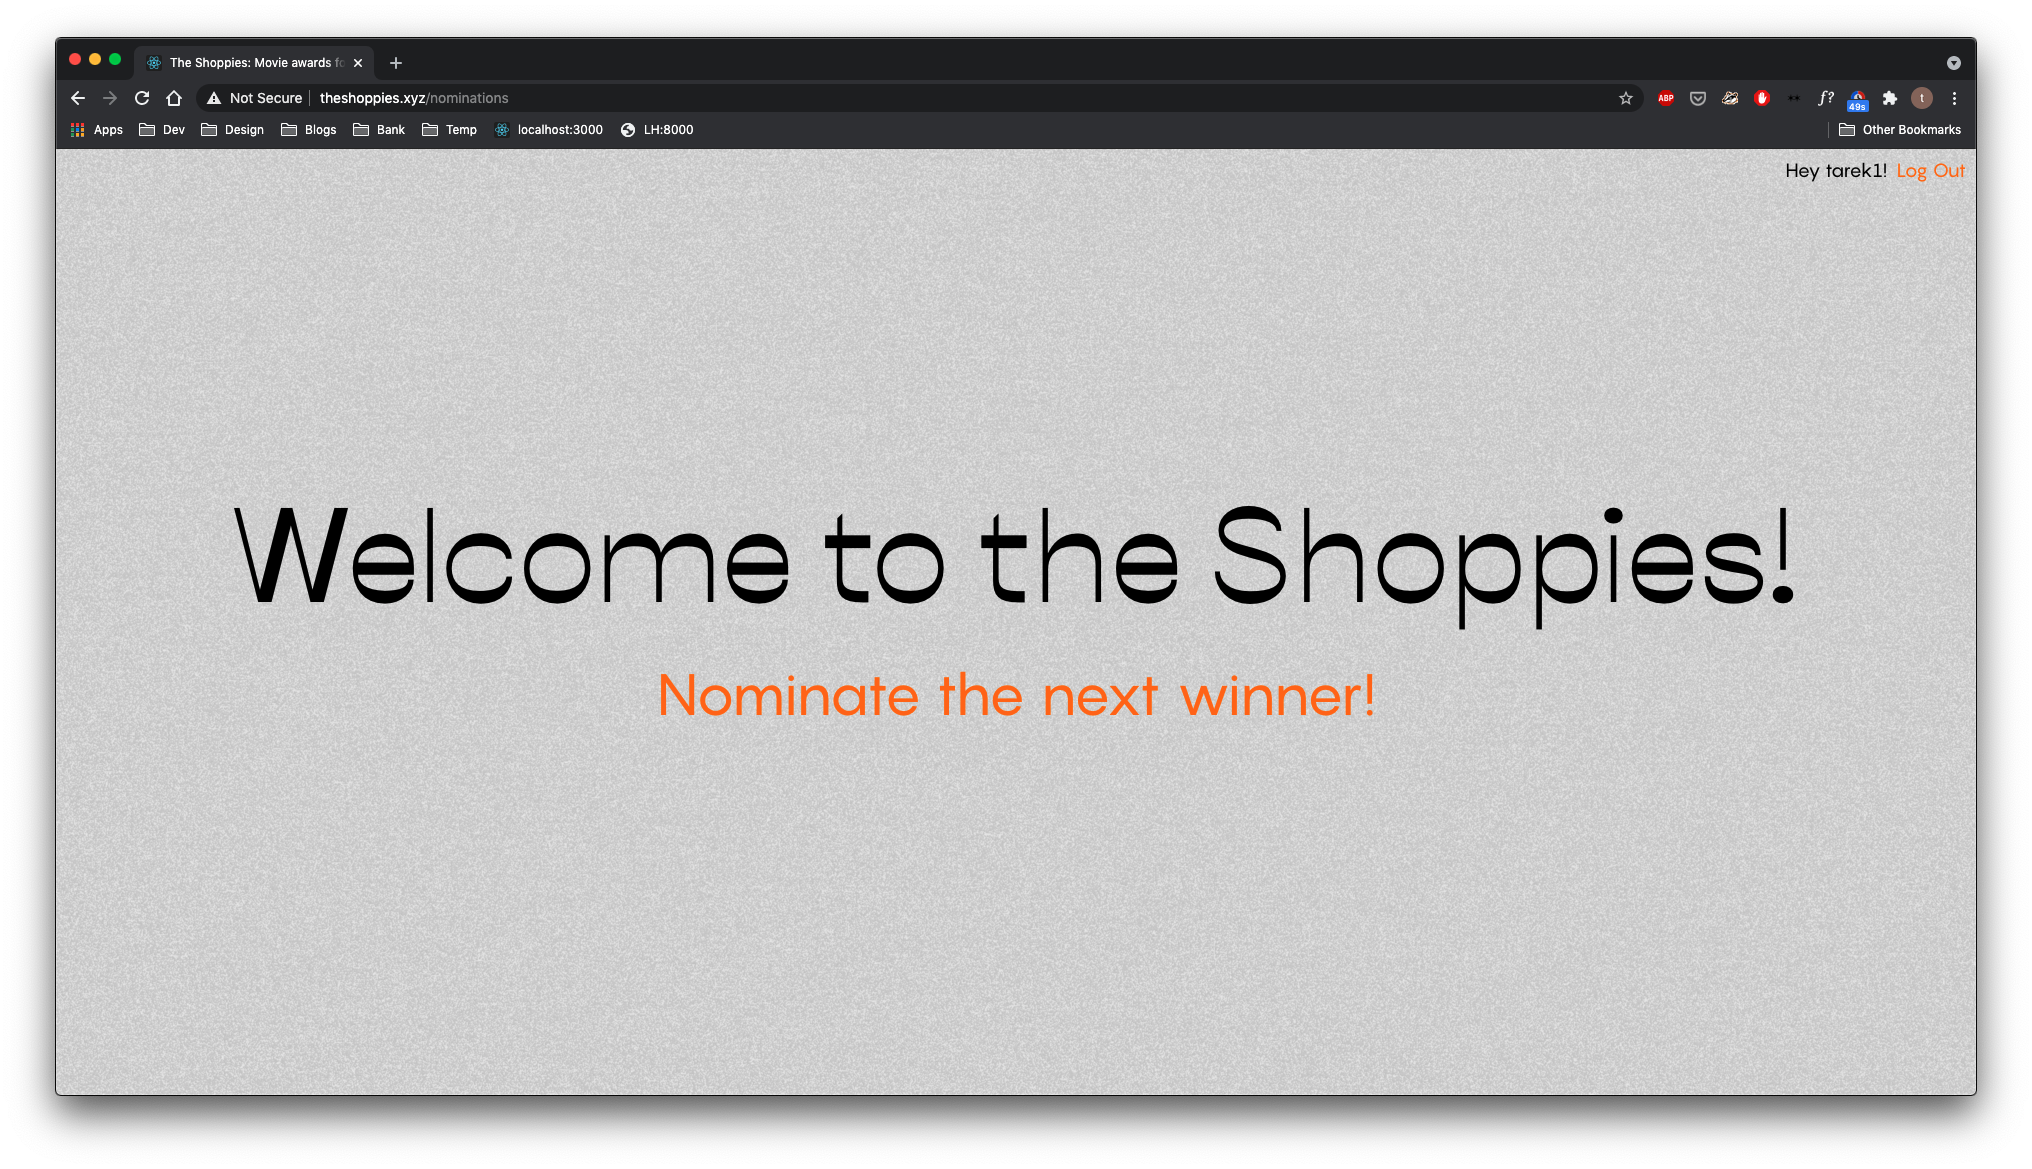 The Shoppies: Movie awards fo
Not Secure theshoppies.xyz/nominations
ABP ** f? 49s t
Apps Dev Design Blogs Bank Temp localhost:3000 LH:8000 Other Bookmarks
Hey tarek1! Log Out
Welcome to the Shoppies!
Nominate the next winner!